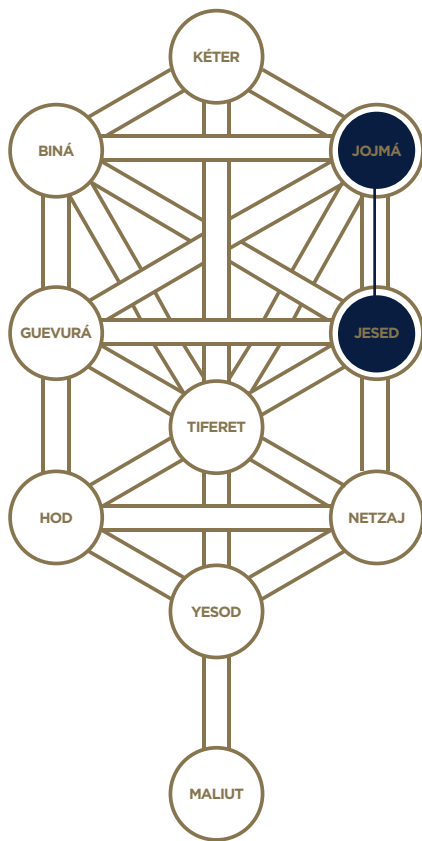 KÉTER
BINÁ
JOJMÁ
GUEVURÁ
JESED
TIFERET
HOD
NETZAJ
YESOD
MALIUT